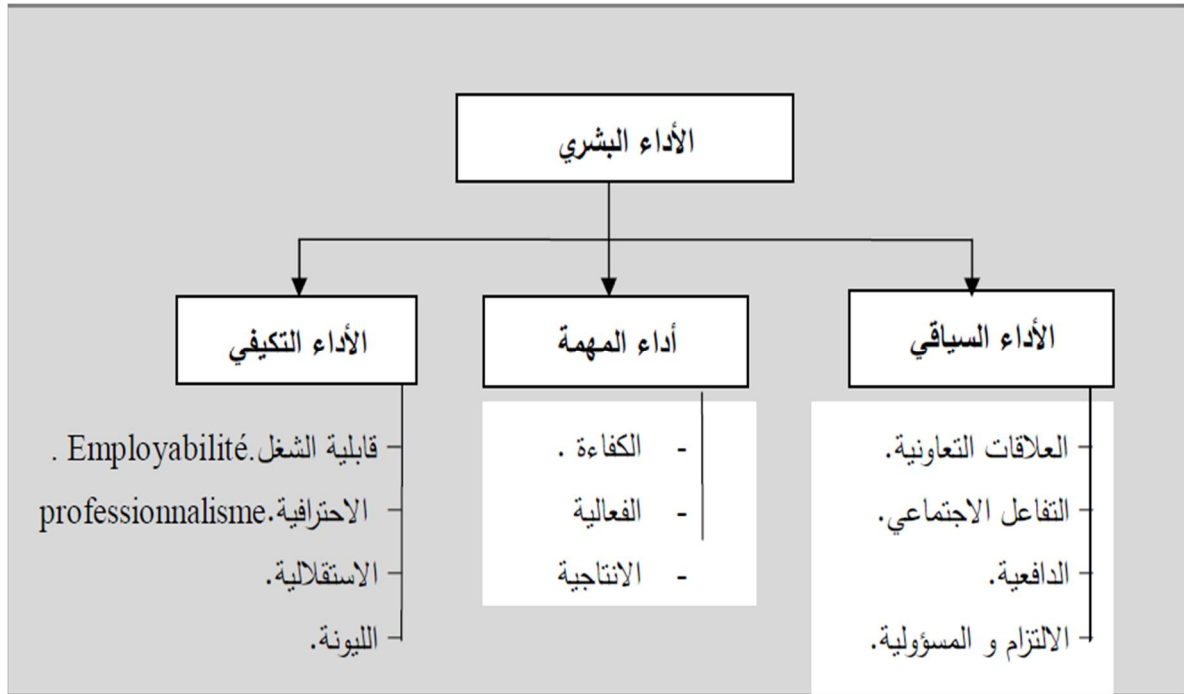 الأداء البشري
الأداء السياقي
- العلاقات التعاونية.
- التفاعل الاجتماعي.
- الدافعية.
- الالتزام و المسؤولية.
أداء المهمة
- الكفاءة .
- الفعالية
- الانتاجية
الأداء التكيفي
- قابلية الشغل.Employabilité .
- الاحترافية.professionnalisme
- الاستقلالية.
- الليونة.